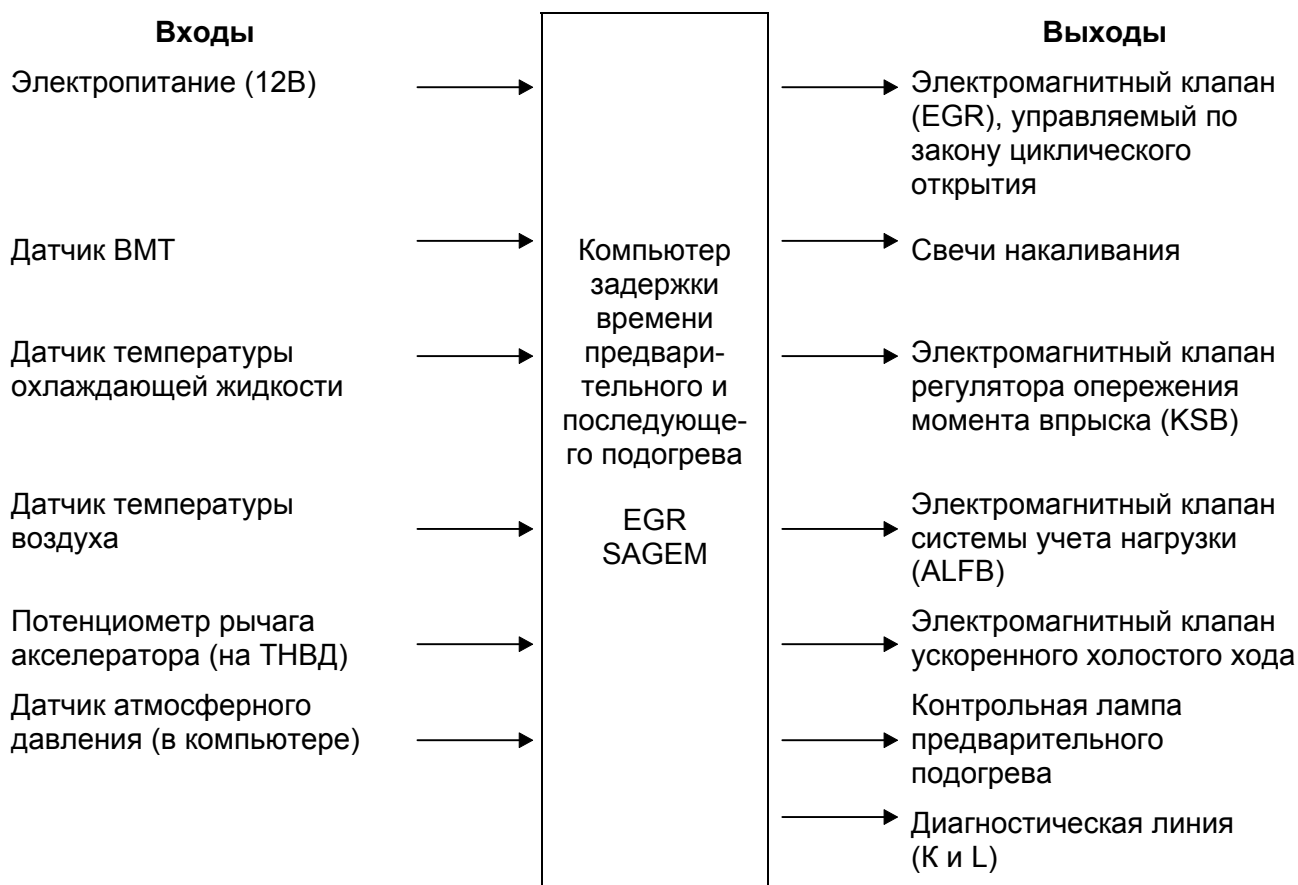 Входы
Электропитание (12В)
Датчик ВМТ
Датчик температуры
охлаждающей жидкости
Датчик температуры
воздуха
Потенциометр рычага
акселератора (на ТНВД)
Датчик атмосферного
давления (в компьютере)
Компьютер
задержки
времени
предвари-
тельного и
последующе-
го подогрева
EGR
SAGEM
Выходы
Электромагнитный клапан
(EGR), управляемый по
закону циклического
открытия
Свечи накаливания
Электромагнитный клапан
регулятора опережения
момента впрыска (KSB)
Электромагнитный клапан
системы учета нагрузки
(ALFB)
Электромагнитный клапан
ускоренного холостого хода
Контрольная лампа
предварительного
подогрева
Диагностическая линия
(К и L)